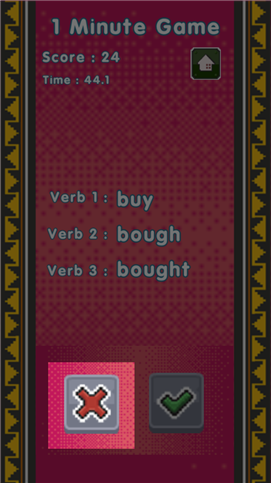 1 Minute Game
Score : 24
Time : 44.1
Verb 1 : buy
Verb 2 : bough
Verb 3 : bought